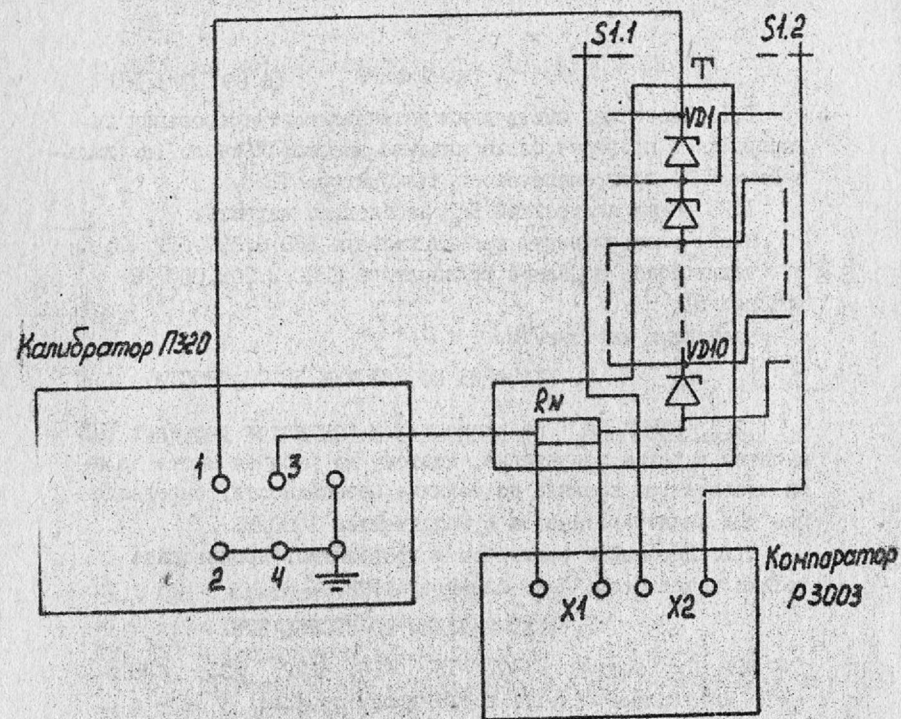 S1.1
S1.2
T
VD1
VD10
Калибратор П320
RN
1
3
2
4
X1
X2
Компаратор
Р3003